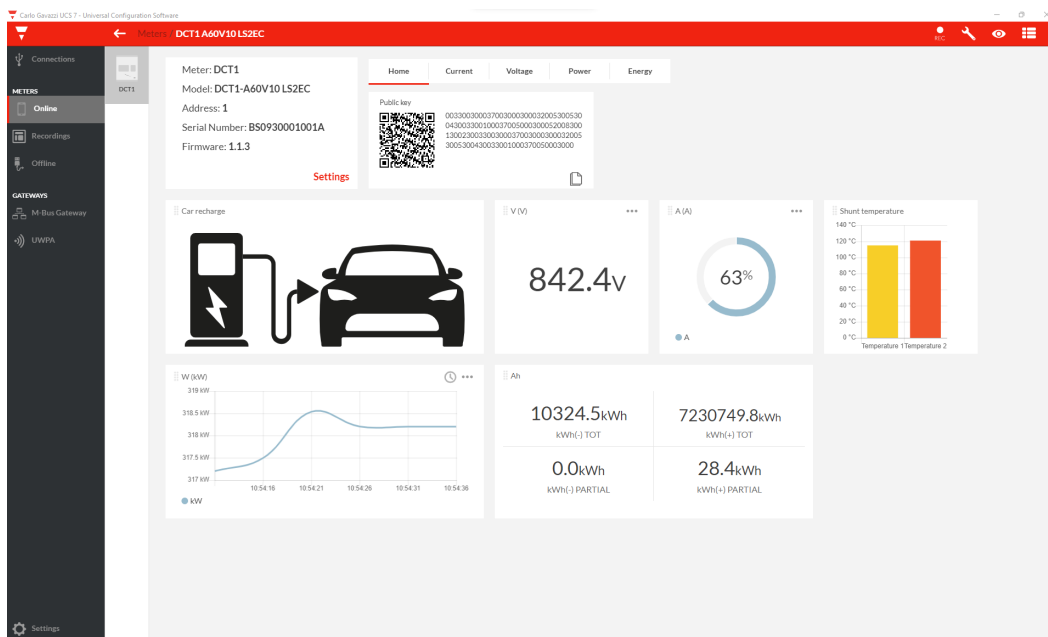 Carlo Gavazzi UCS 7 - Universal Configuration Software
Meters / DCT1 A60V10 LS2EC
REC
Connections
METERS
Online
Recordings
Offline
GATEWAYS
M-Bus Gateway
UWPA
Settings
DCT1
Meter: DCT1
Model: DCT1-A60V10 LS2EC
Address: 1
Serial Number: BS0930001001A
Firmware: 1.1.3
Settings
Home Current Voltage Power Energy
Public key
003300300037003000300032005300530
043003300100037005000300052008300
130023003300300037003000300032005
3005300430033001000370050003000
Car recharge
V (V)
842.4V
A (A)
63%
A
Shunt temperature
140 °C
120 °C
100 °C
80 °C
60 °C
40 °C
20 °C
0 °C
Temperature 1 Temperature 2
W (kW)
319 kW
318.5 kW
318 kW
317.5 kW
317 kW
10:54:16 10:54:21 10:54:26 10:54:31 10:54:36
kW
Ah
10324.5kWh
kWh(-) TOT
7230749.8kWh
kWh(+) TOT
0.0kWh
kWh(-) PARTIAL
28.4kWh
kWh(+) PARTIAL